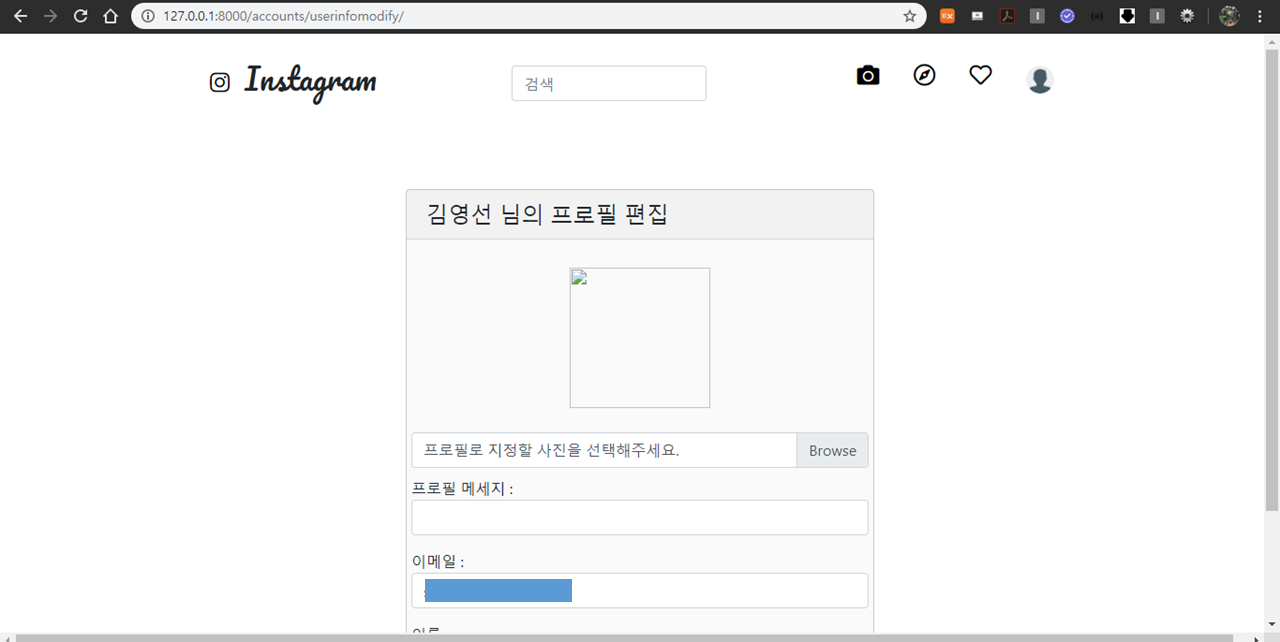 127.0.0.1:8000/accounts/userinfomodify/
Instagram
검색
김영선 님의 프로필 편집
프로필로 지정할 사진을 선택해주세요.
Browse
프로필 메세지 :
이메일 :